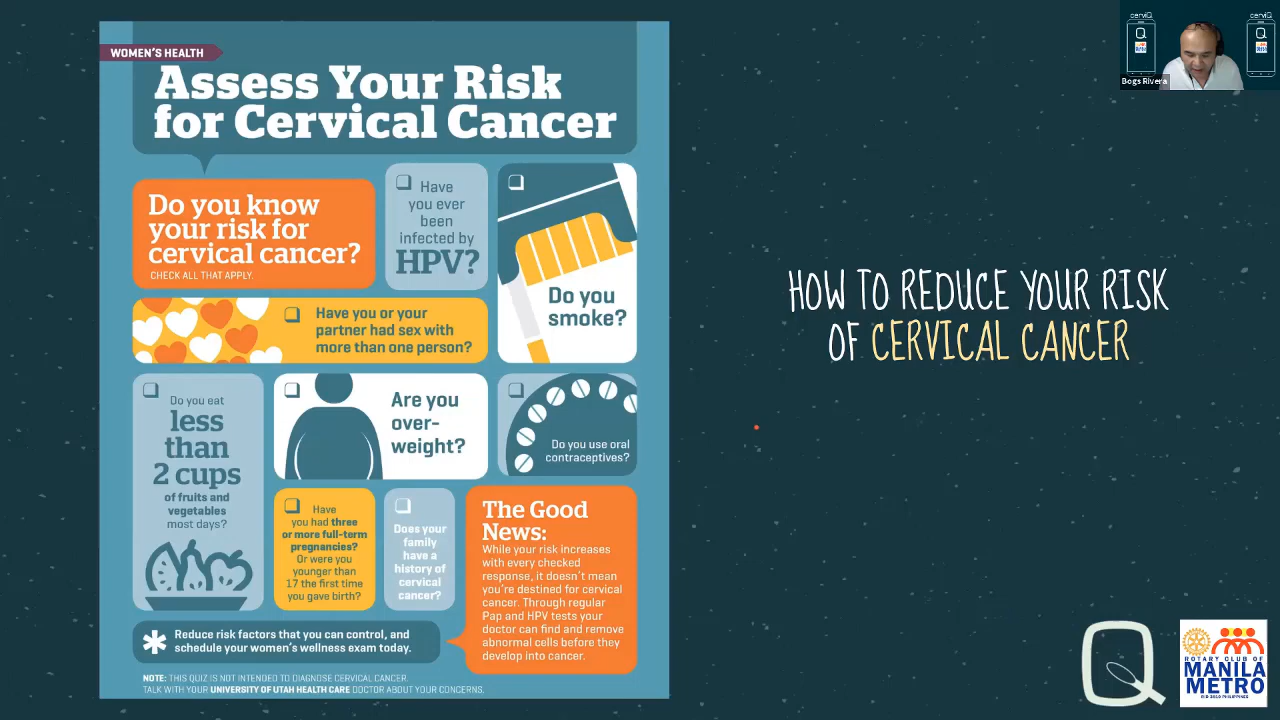 WOMEN'S HEALTH
Assess Your Risk
for Cervical Cancer
Do you know
your risk for
cervical cancer?
CHECK ALL THAT APPLY.
Have
you ever
been
infected by
HPV?
Do you
smoke?
Have you or your
partner had sex with
more than one person?
Do you eat
less
than
2 cups
of fruits and
vegetables
most days?
Are you
over-
weight?
Do you use oral
contraceptives?
Have
you had three
or more full-term
pregnancies?
Or were you
younger than
17 the first time
you gave birth?
Does your
family
have a
history of
cervical
cancer?
The Good
News:
While your risk increases
with every checked
response, it doesn't mean
you're destined for cervical
cancer. Through regular
Pap and HPV tests your
doctor can find and remove
abnormal cells before they
develop into cancer.
Reduce risk factors that you can control, and
schedule your women's wellness exam today.
NOTE: THIS QUIZ IS NOT INTENDED TO DIAGNOSE CERVICAL CANCER.
TALK WITH YOUR UNIVERSITY OF UTAH HEALTH CARE DOCTOR ABOUT YOUR CONCERNS.
HOW TO REDUCE YOUR RISK
OF CERVICAL CANCER
cerviQ
cerviQ
Q
Q
Bogs Rivera
Q
ROTARY CLUB OF
MANILA
METRO